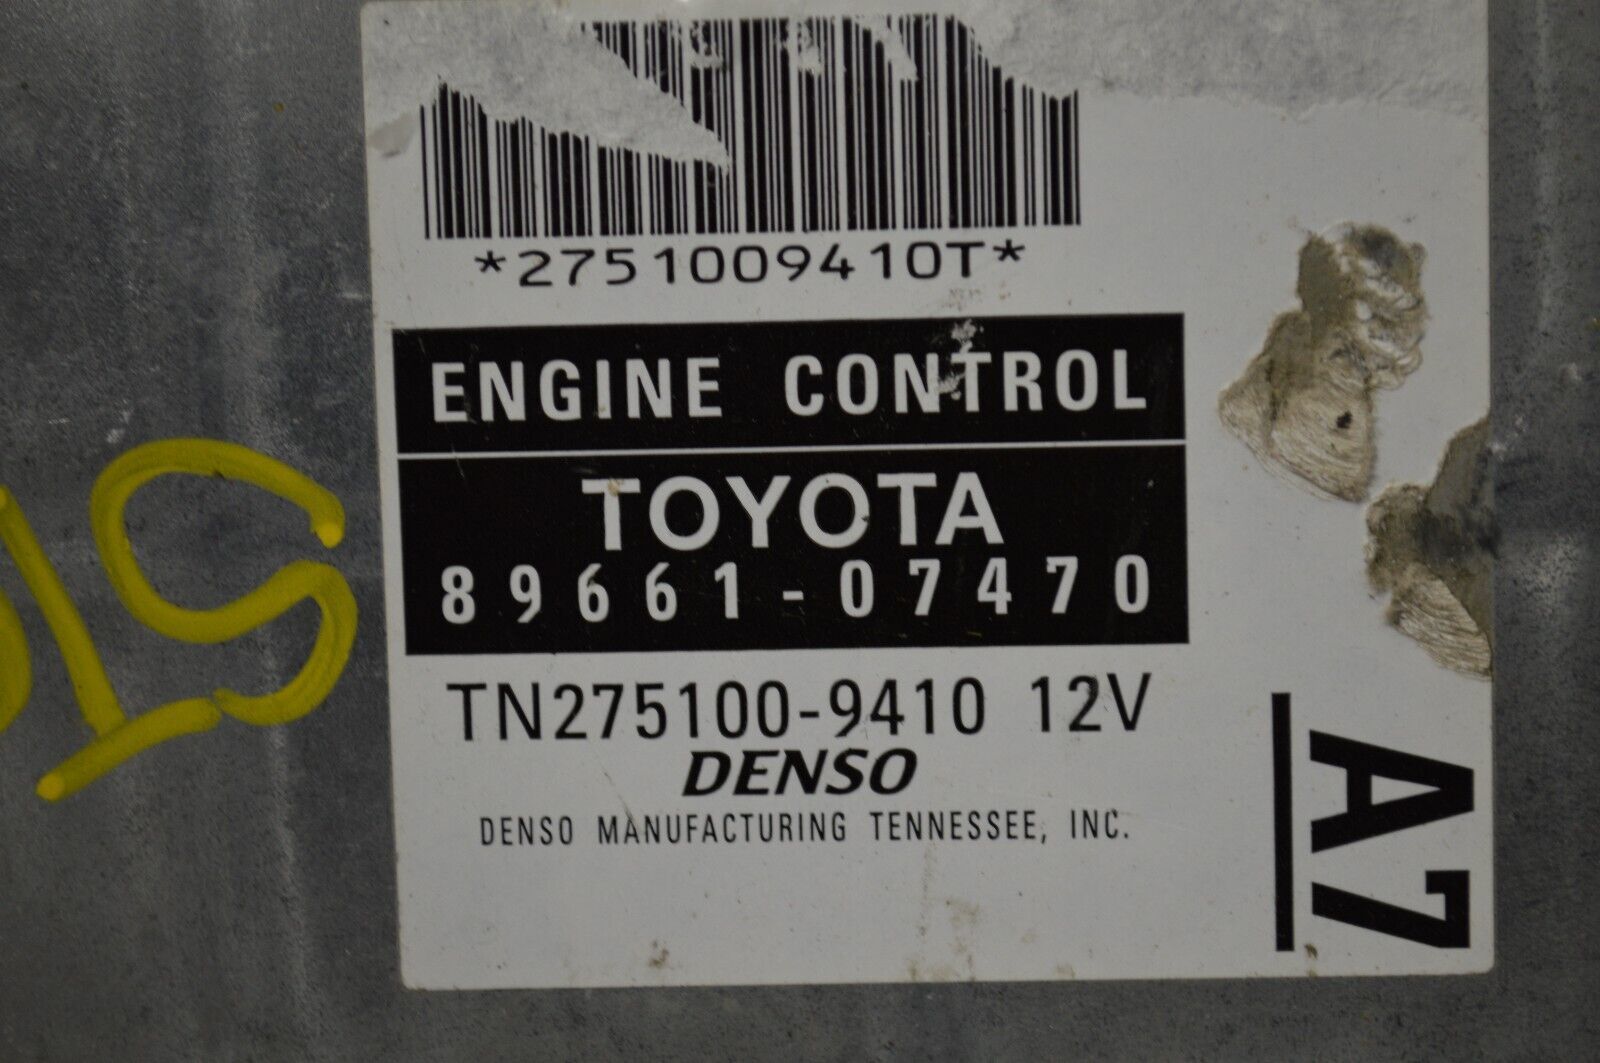 *2751009410T*
ENGINE CONTROL
TOYOTA
89661-07470
TN275100-9410 12V
DENSO
DENSO MANUFACTURING TENNESSEE, INC.
A7